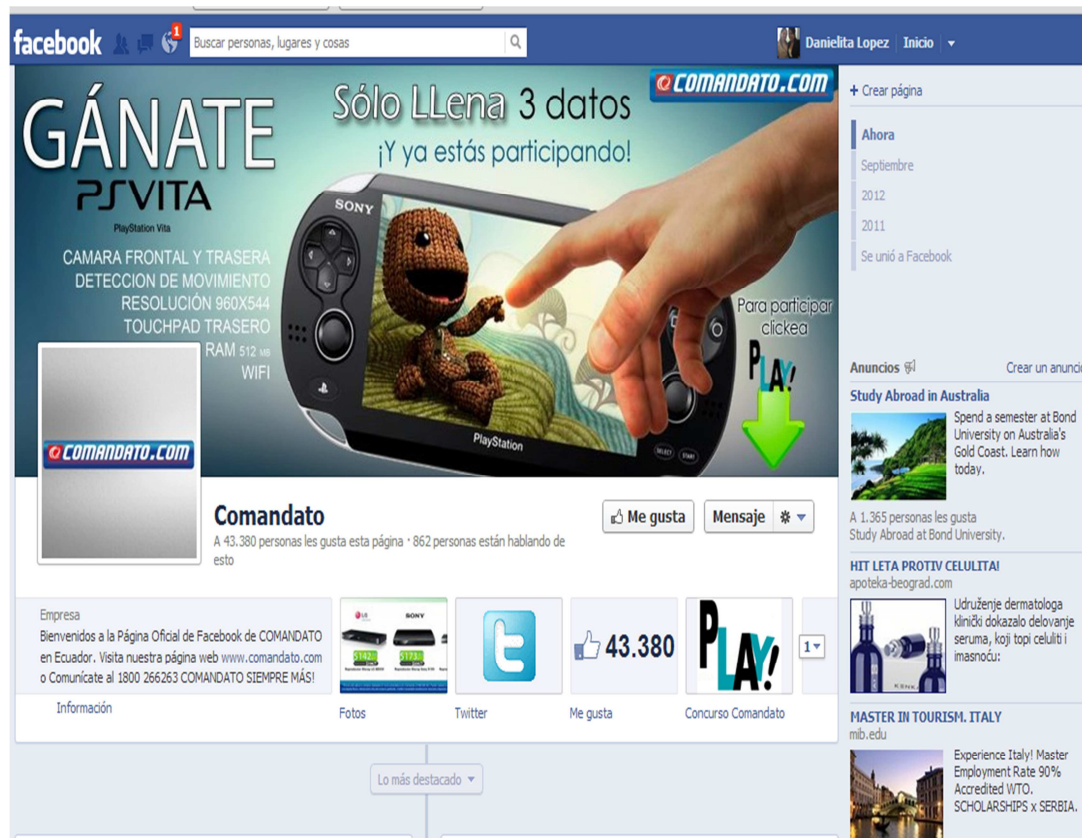 facebook
1
Buscar personas, lugares y cosas
Danielita Lopez
Inicio
GÁNATE
PSVITA
PlayStation Vita
CAMARA FRONTAL Y TRASERA
DETECCION DE MOVIMIENTO
RESOLUCIÓN 960X544
TOUCHPAD TRASERO
RAM 512 MB
WIFI
Sólo LLena 3 datos
¡Y ya estás participando!
COMANDATO.COM
SONY
PlayStation
SELECT START
Para participar
clickea
PLAY!
COMANDATO.COM
Comandato
A 43.380 personas les gusta esta página · 862 personas están hablando de
esto
Me gusta
Mensaje
Empresa
Bienvenidos a la Página Oficial de Facebook de COMANDATO
en Ecuador. Visita nuestra página web www.comandato.com
o Comunícate al 1800 266263 COMANDATO SIEMPRE MÁS!
Información
LG
SONY
Fotos
Twitter
43.380
Me gusta
PLAY!
Concurso Comandato
1
Lo más destacado
+ Crear página
Ahora
Septiembre
2012
2011
Se unió a Facebook
Anuncios
Crear un anuncio
Study Abroad in Australia
Spend a semester at Bond
University on Australia's
Gold Coast. Learn how
today.
A 1.365 personas les gusta
Study Abroad at Bond University.
HIT LETA PROTIV CELULITA!
apoteka-beograd.com
Udruženje dermatologa
klinički dokazalo delovanje
seruma, koji topi celuliti i
imasnoću:
MASTER IN TOURISM. ITALY
mib.edu
Experience Italy! Master
Employment Rate 90%
Accredited WTO.
SCHOLARSHIPS x SERBIA.